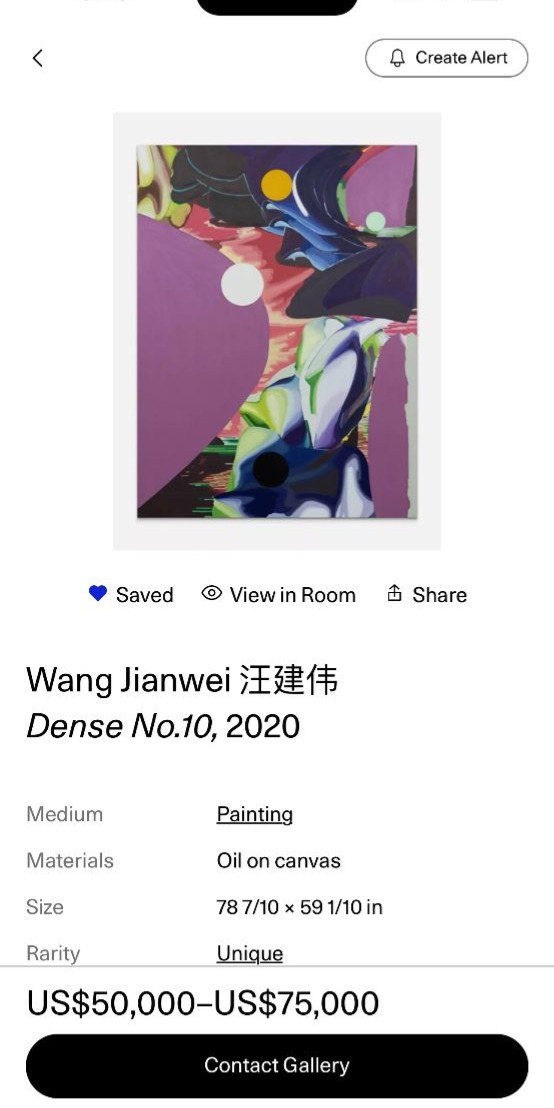 Create Alert
Saved
View in Room
Share
Wang Jianwei 汪建伟
Dense No.10, 2020
Medium
Painting
Materials
Oil on canvas
Size
78 7/10 × 59 1/10 in
Rarity
Unique
US$50,000–US$75,000
Contact Gallery